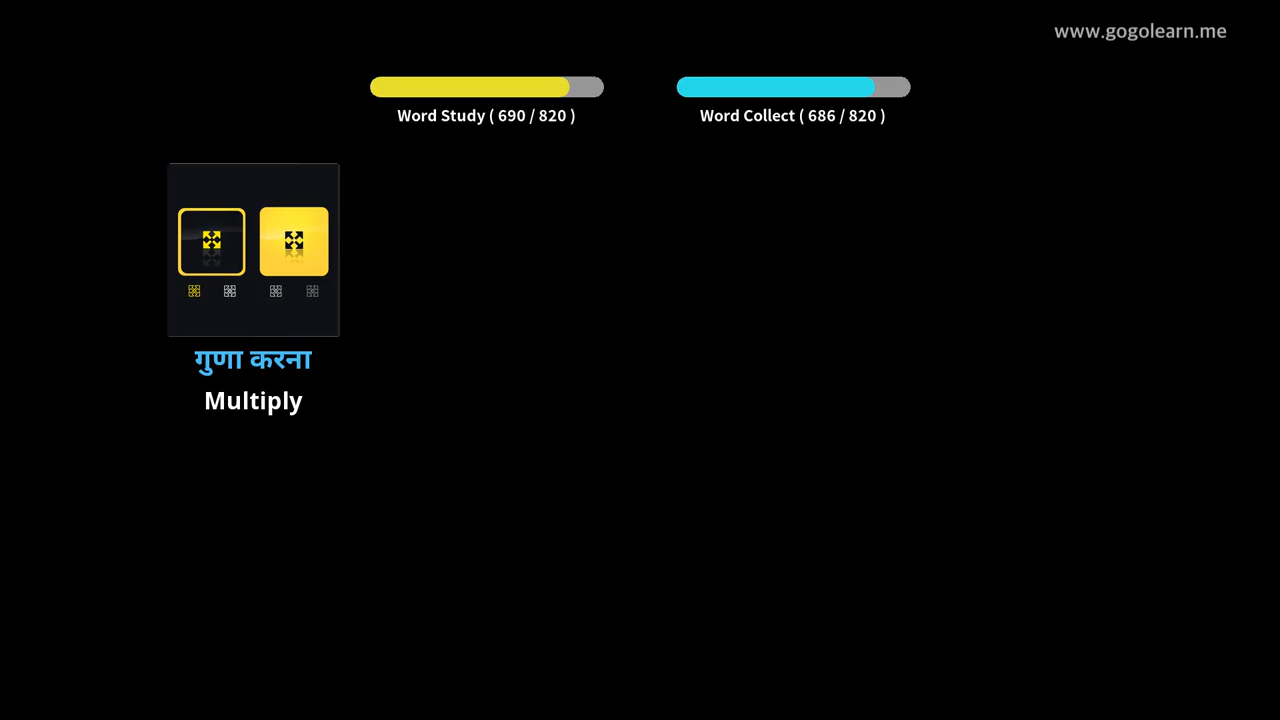 www.gogolearn.me
Word Study ( 690 / 820 )
Word Collect ( 686 / 820 )
गुणा करना
Multiply